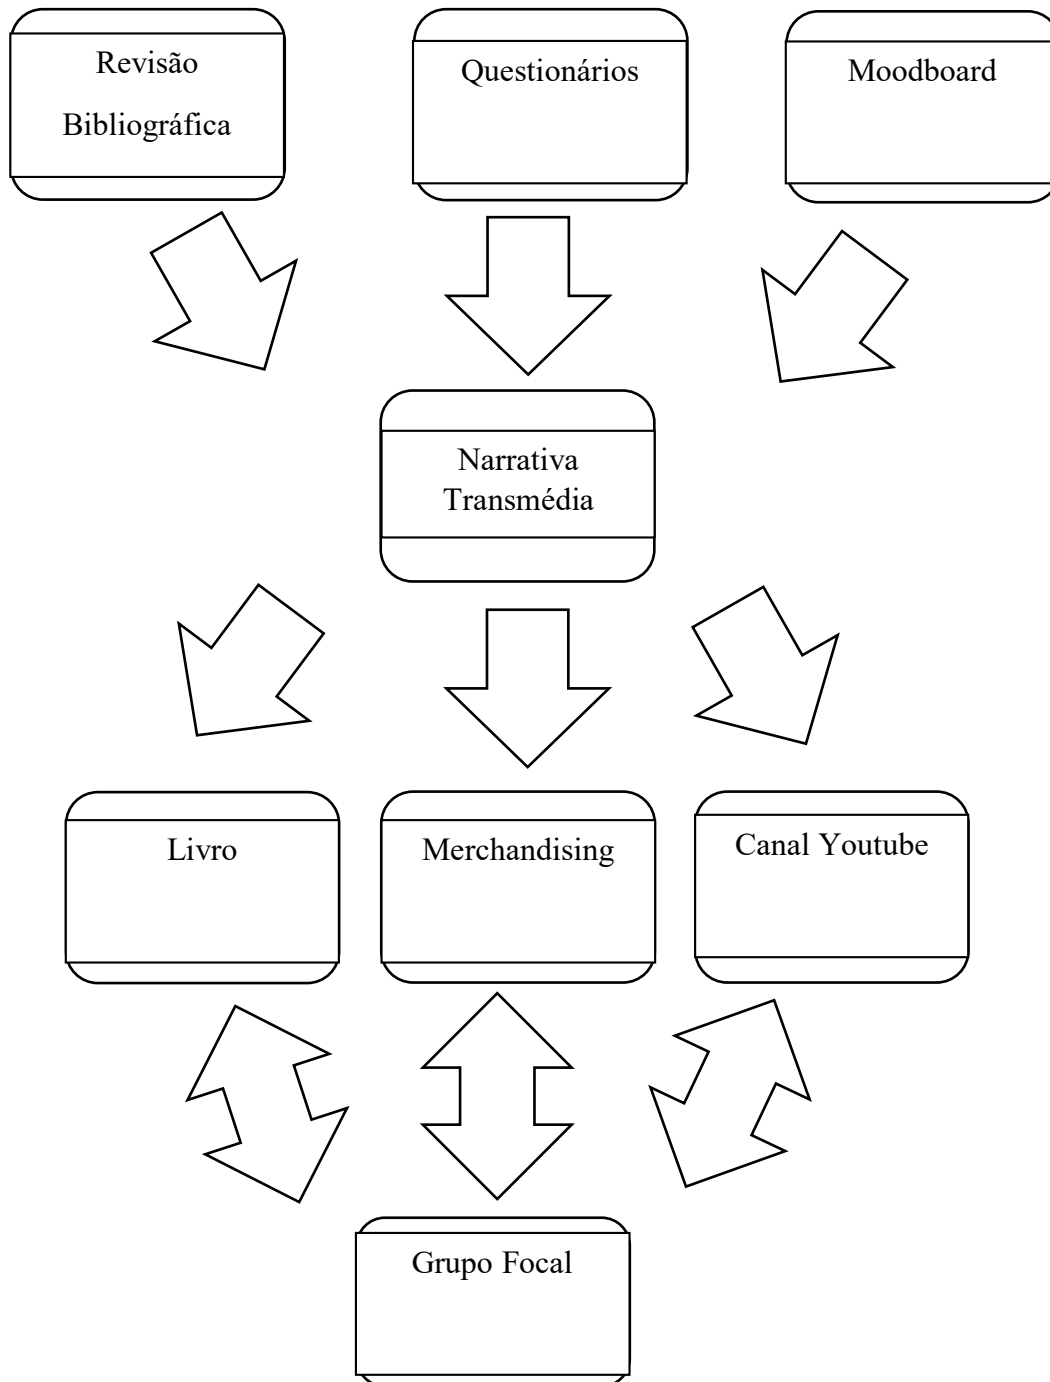 Revisão
Bibliográfica
Questionários
Moodboard
Narrativa
Transmédia
Livro
Merchandising
Canal Youtube
Grupo Focal